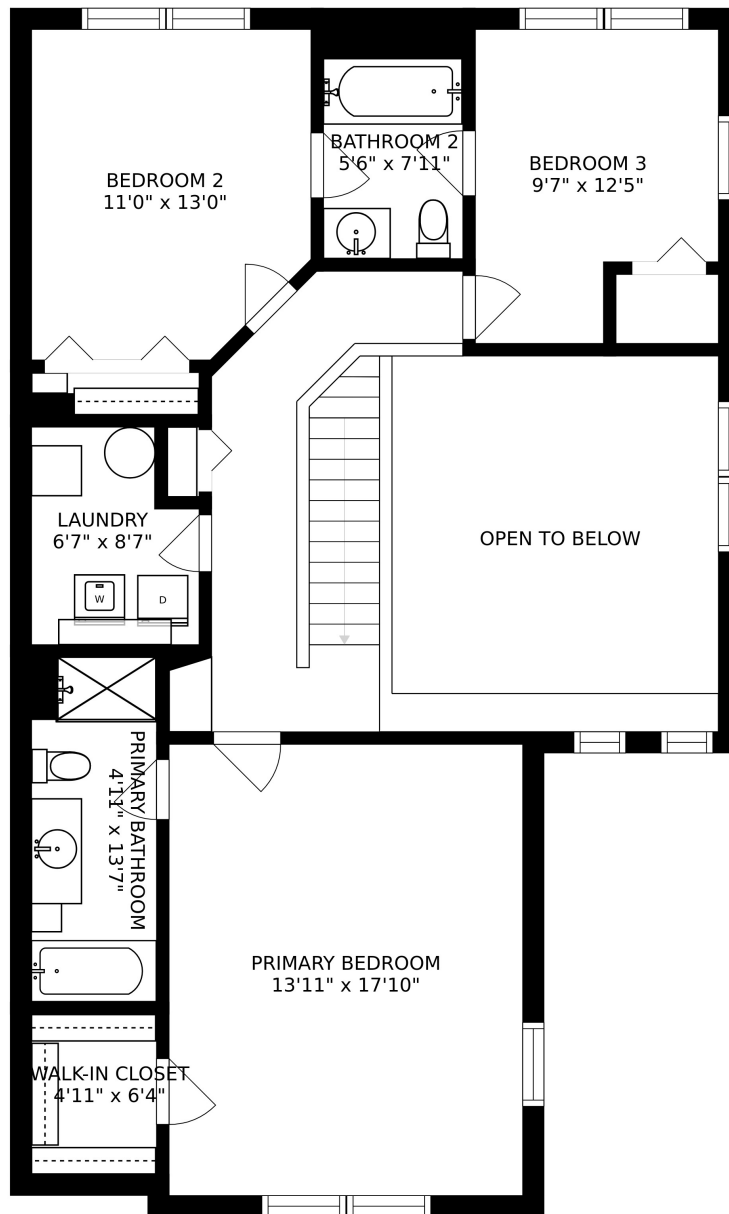 BATHROOM 2
5'6" x 7'11"
BEDROOM 3
9'7" x 12'5"
BEDROOM 2
11'0" x 13'0"
LAUNDRY
6'7" x 8'7"
OPEN TO BELOW
W
D
PRIMARY BATHROOM
4'11" x 13'7"
PRIMARY BEDROOM
13'11" x 17'10"
WALK-IN CLOSET
4'11" x 6'4"